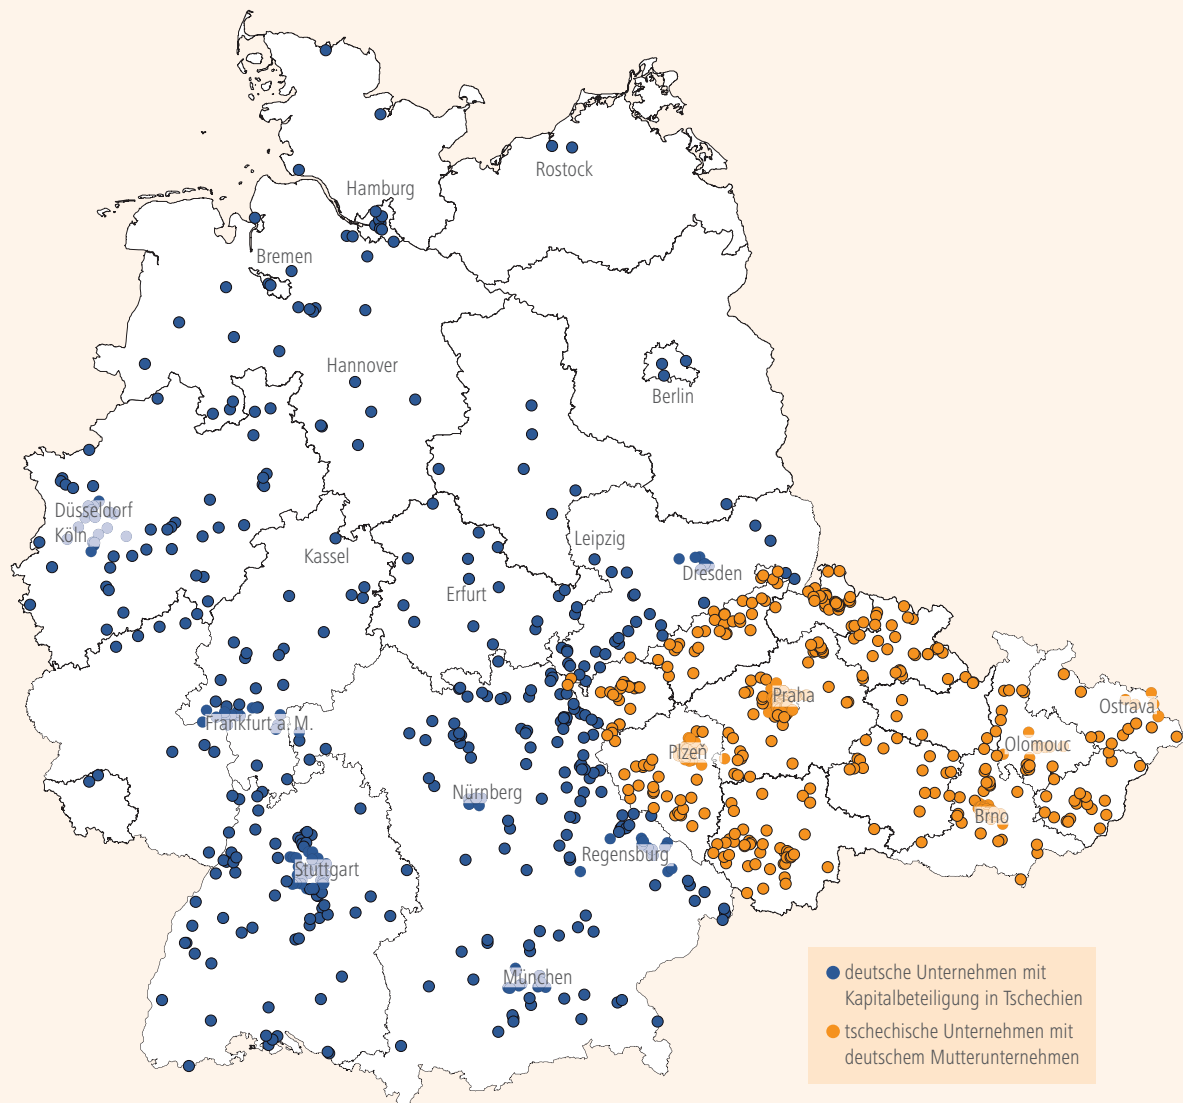 Rostock
Hamburg
Bremen
Hannover
Berlin
Düsseldorf
Köln
Leipzig
Kassel
Dresden
Erfurt
Praha
Ostrava
Frankfurt a. M.
Olomouc
Plzeň
Nürnberg
Brno
Regensburg
Stuttgart
München
deutsche Unternehmen mit
Kapitalbeteiligung in Tschechien
tschechische Unternehmen mit
deutschem Mutterunternehmen